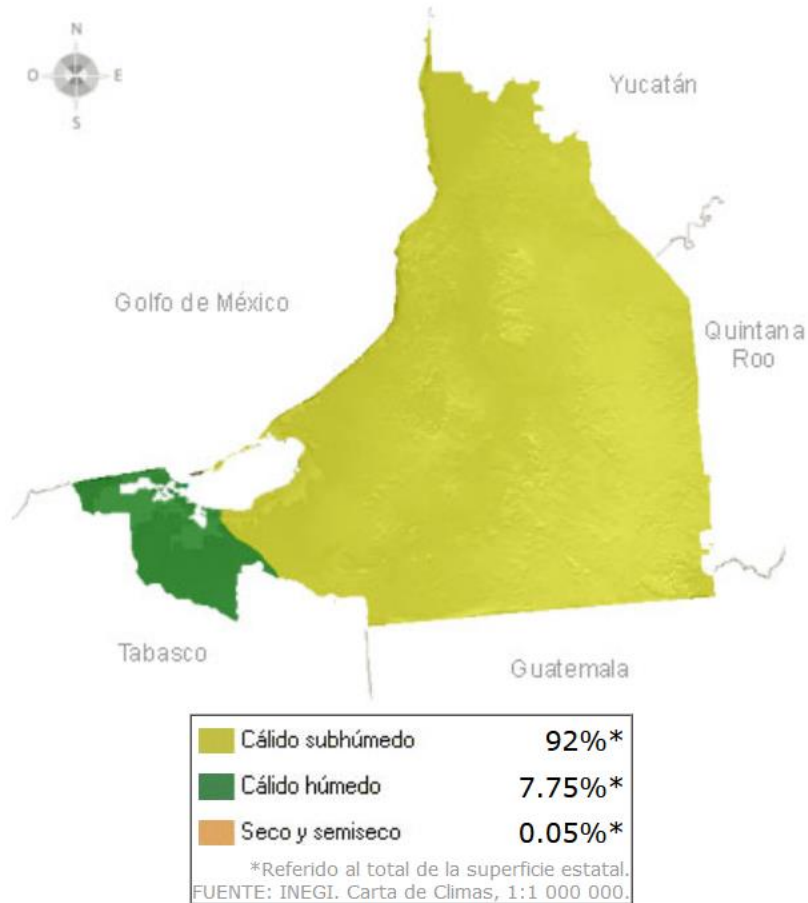 N
O
E
S
Yucatán
Golfo de México
Quintana
Roo
Tabasco
Guatemala
Cálido subhúmedo 92%*
Cálido húmedo 7.75%*
Seco y semiseco 0.05%*
*Referido al total de la superficie estatal.
FUENTE: INEGI. Carta de Climas, 1:1 000 000.